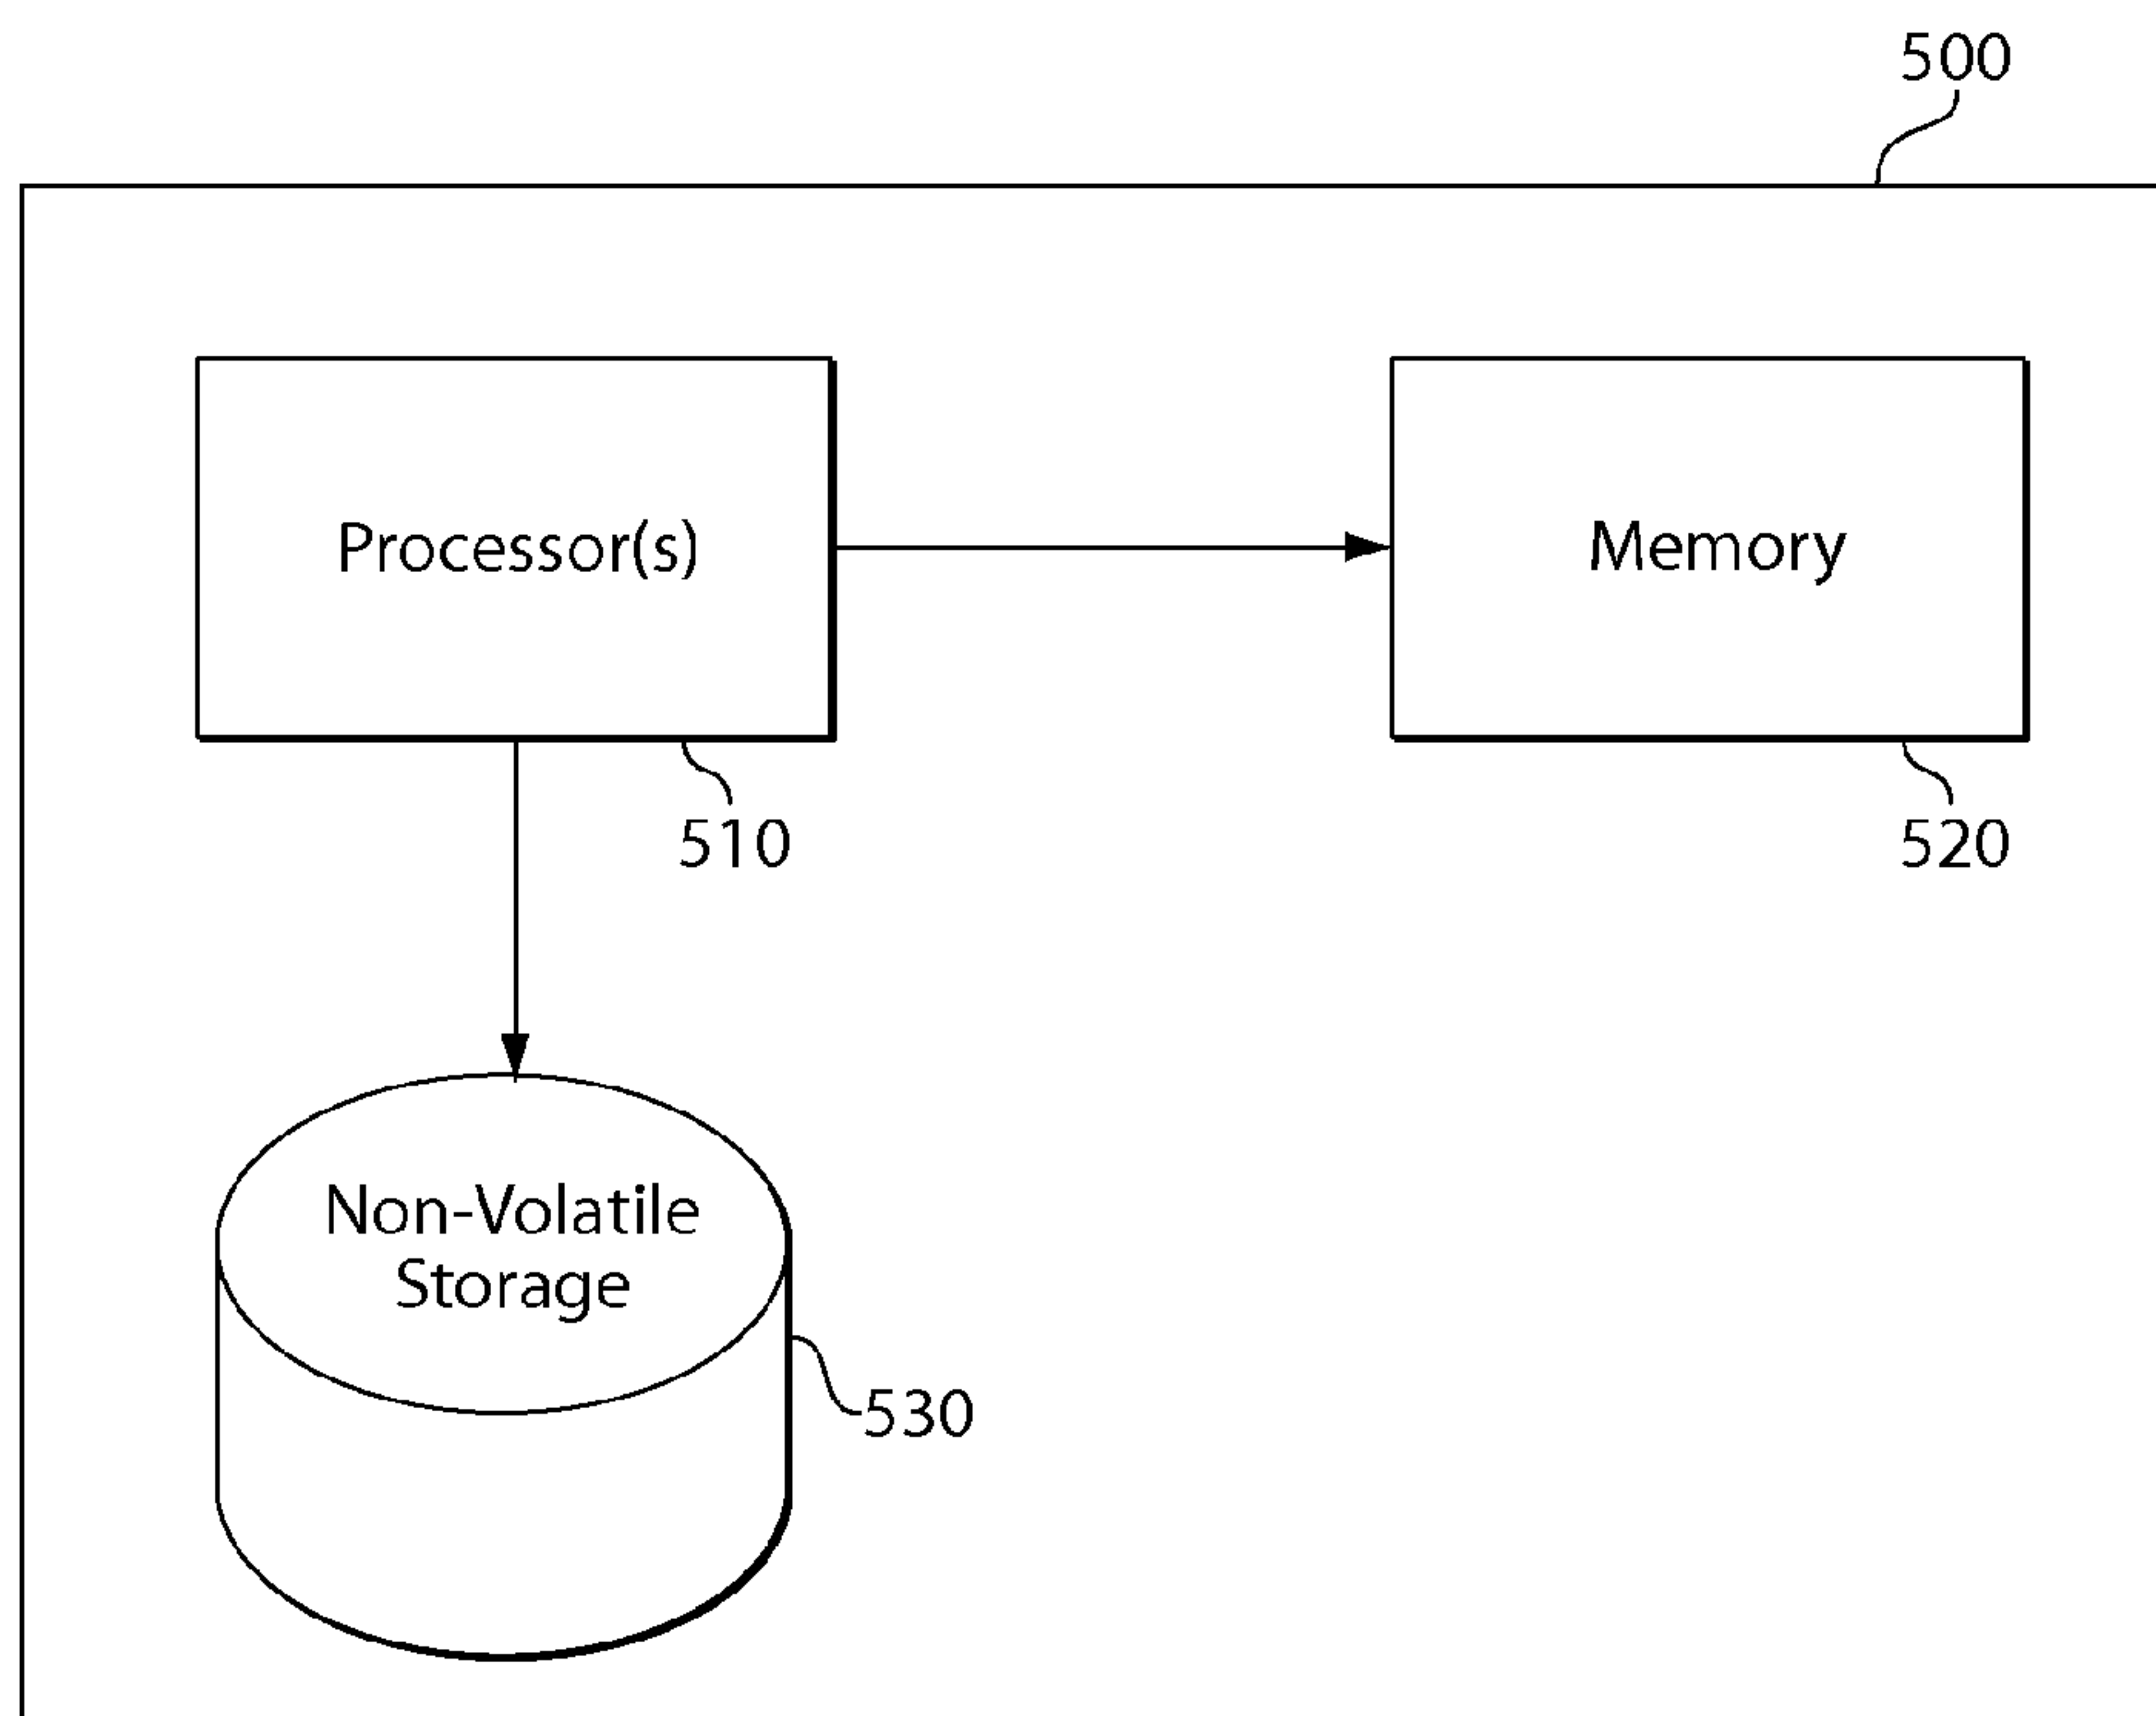 500
Processor(s)
Memory
510
520
Non-Volatile
Storage
530